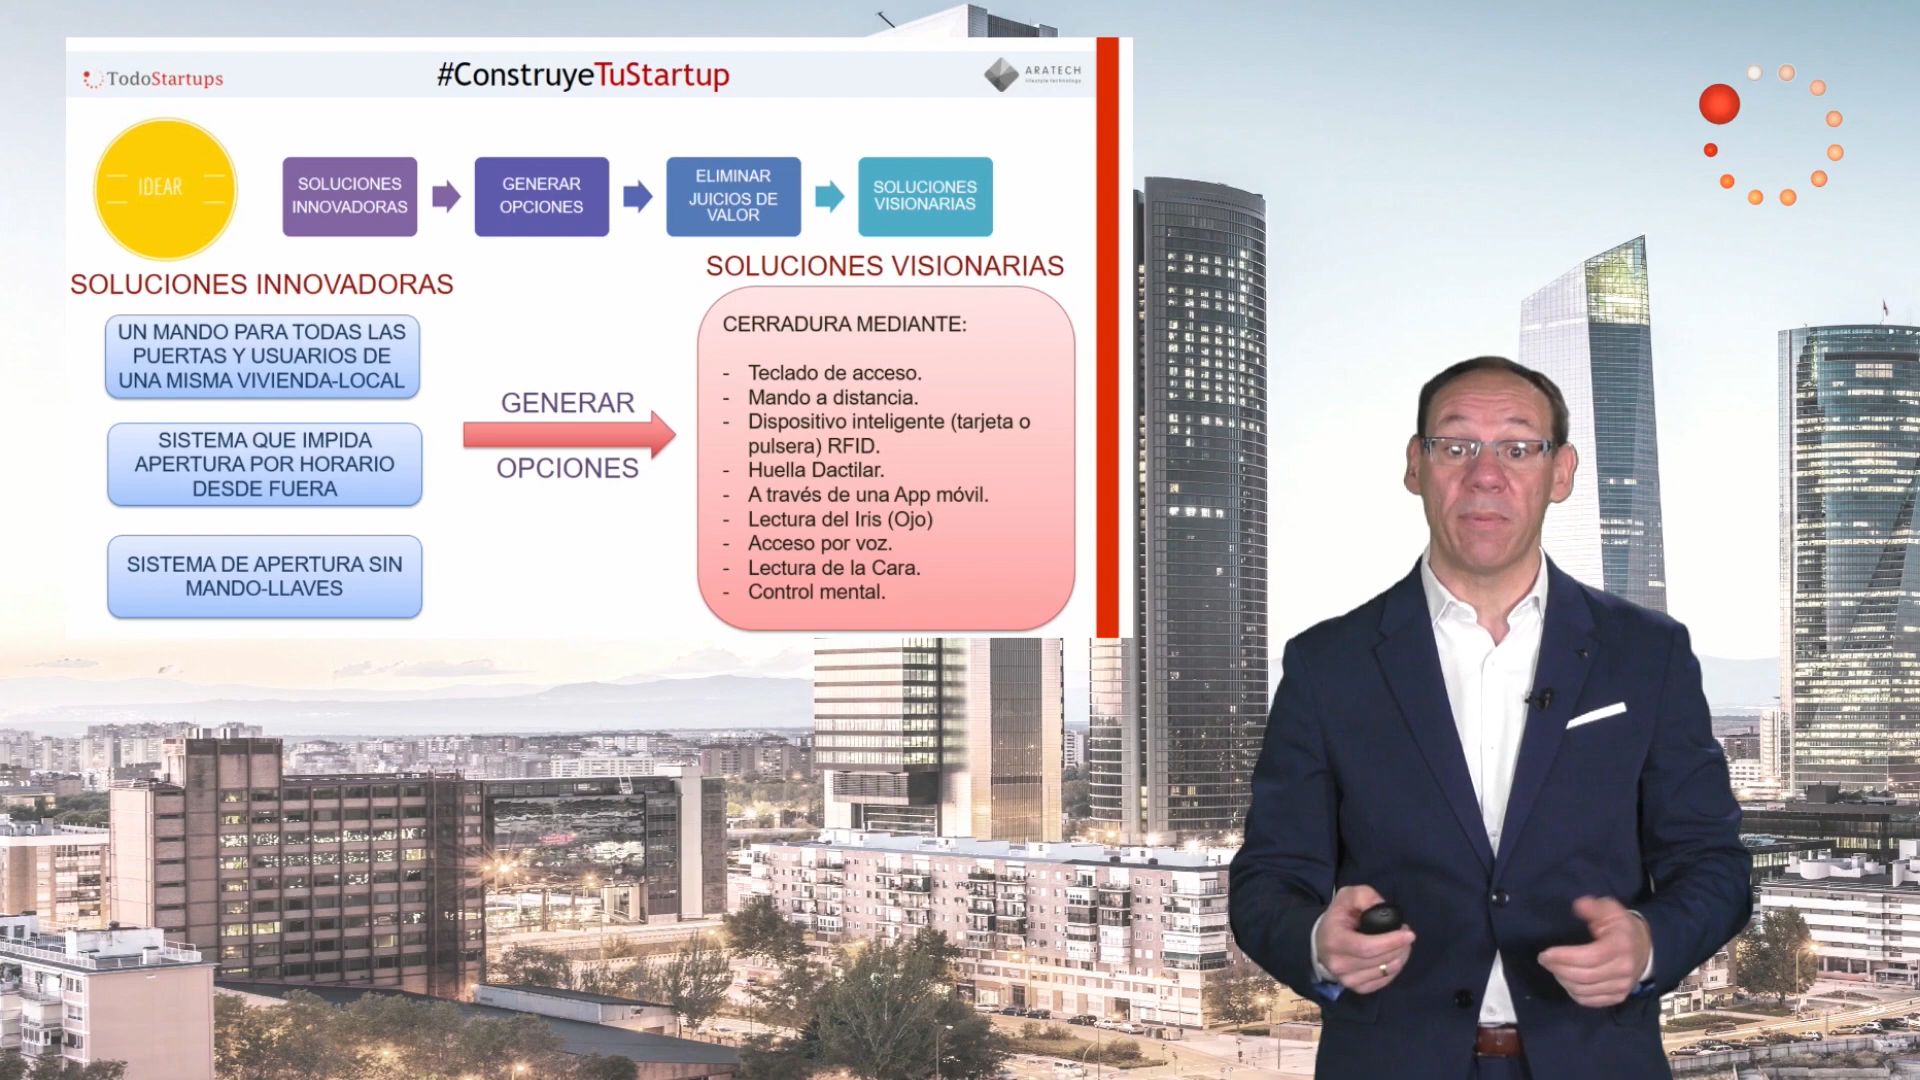 TodoStartups
#ConstruyeTuStartup
ARATECH
lifestyle technology
IDEAR
SOLUCIONES
INNOVADORAS
GENERAR
OPCIONES
ELIMINAR
JUICIOS DE
VALOR
SOLUCIONES
VISIONARIAS
SOLUCIONES INNOVADORAS
UN MANDO PARA TODAS LAS
PUERTAS Y USUARIOS DE
UNA MISMA VIVIENDA-LOCAL
SISTEMA QUE IMPIDA
APERTURA POR HORARIO
DESDE FUERA
SISTEMA DE APERTURA SIN
MANDO-LLAVES
GENERAR
OPCIONES
SOLUCIONES VISIONARIAS
CERRADURA MEDIANTE:
- Teclado de acceso.
- Mando a distancia.
- Dispositivo inteligente (tarjeta o
pulsera) RFID.
- Huella Dactilar.
- A través de una App móvil.
- Lectura del Iris (Ojo)
- Acceso por voz.
- Lectura de la Cara.
- Control mental.